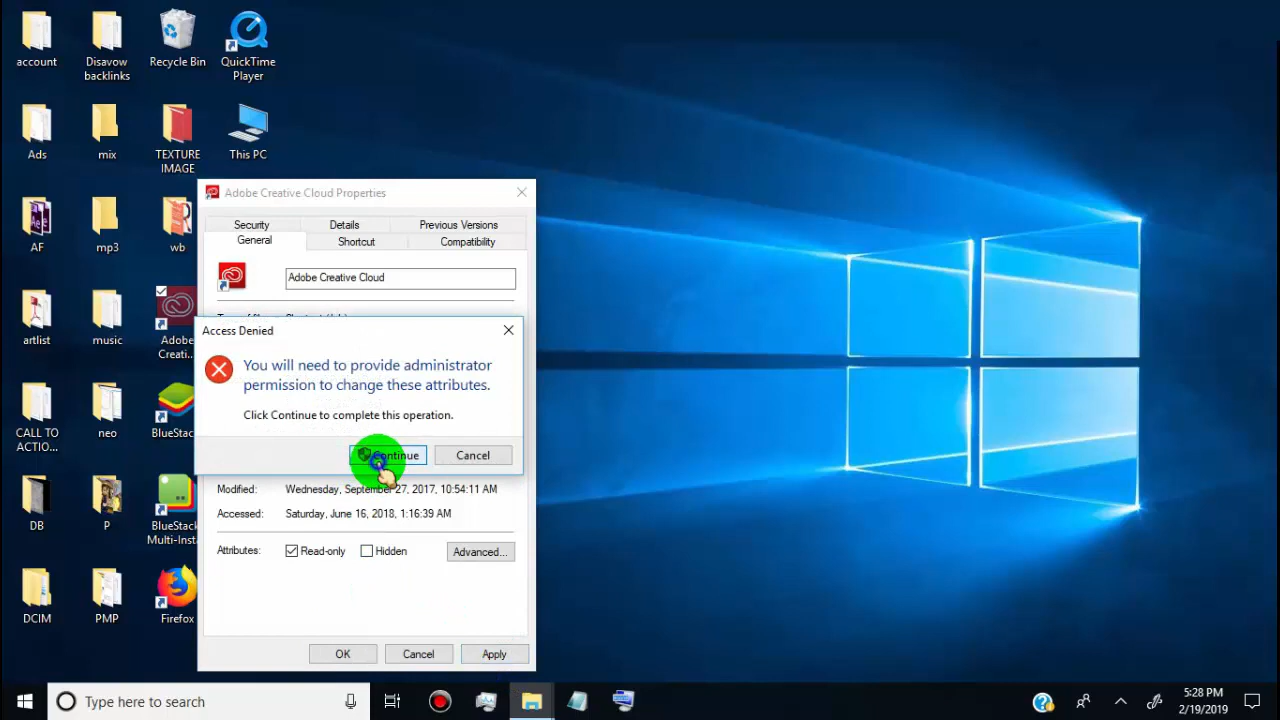 account
Disavow
backlinks
Recycle Bin
QuickTime
Player
Ads
mix
TEXTURE
IMAGE
This PC
AF
mp3
wb
artlist
music
Adobe
Creati...
CALL TO
ACTIO...
neo
BlueStack
DB
P
BlueStack
Multi-Inst
DCIM
PMP
Firefox
Adobe Creative Cloud Properties
Security
Details
Previous Versions
General
Shortcut
Compatibility
Adobe Creative Cloud
Access Denied
You will need to provide administrator
permission to change these attributes.
Click Continue to complete this operation.
Continue
Cancel
Modified:
Wednesday, September 27, 2017, 10:54:11 AM
Accessed:
Saturday, June 16, 2018, 1:16:39 AM
Attributes:
Read-only
Hidden
Advanced...
OK
Cancel
Apply
Type here to search
5:28 PM
2/19/2019